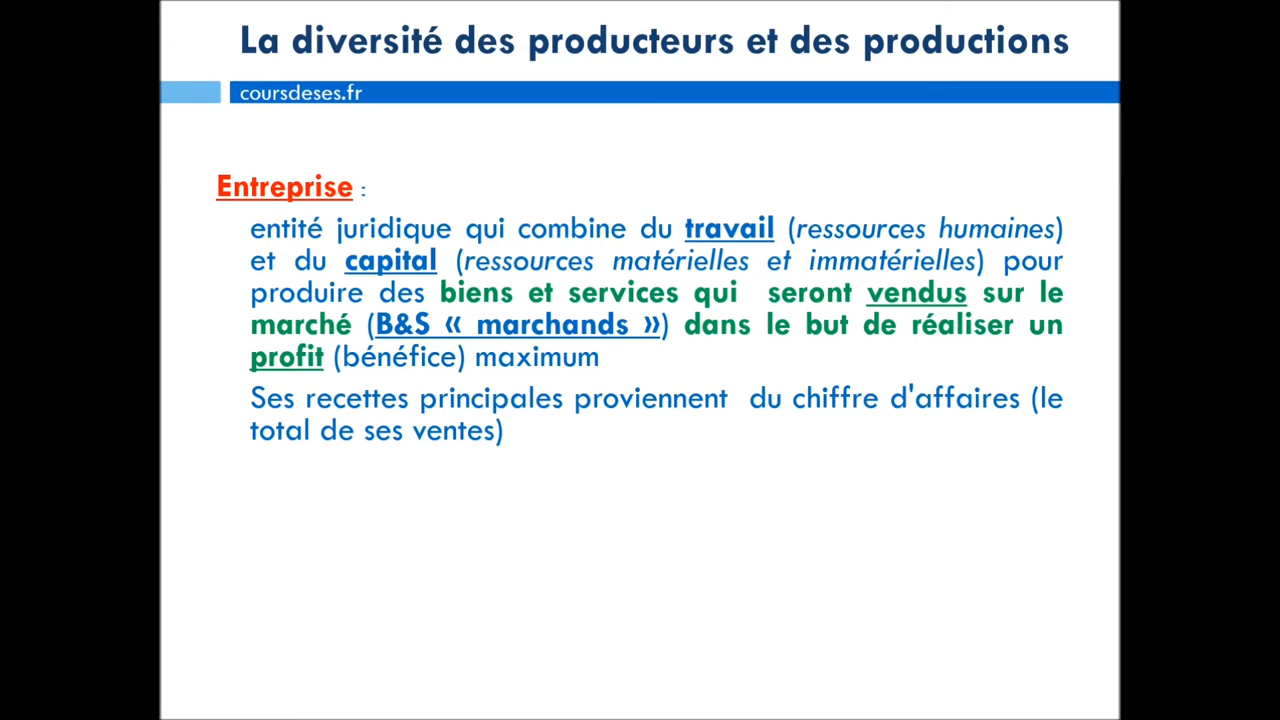 La diversité des producteurs et des productions
coursdeses.fr
Entreprise :
entité juridique qui combine du travail (ressources humaines)
et du capital (ressources matérielles et immatérielles) pour
produire des biens et services qui seront vendus sur le
marché (B&S « marchands ») dans le but de réaliser un
profit (bénéfice) maximum
Ses recettes principales proviennent du chiffre d'affaires (le
total de ses ventes)